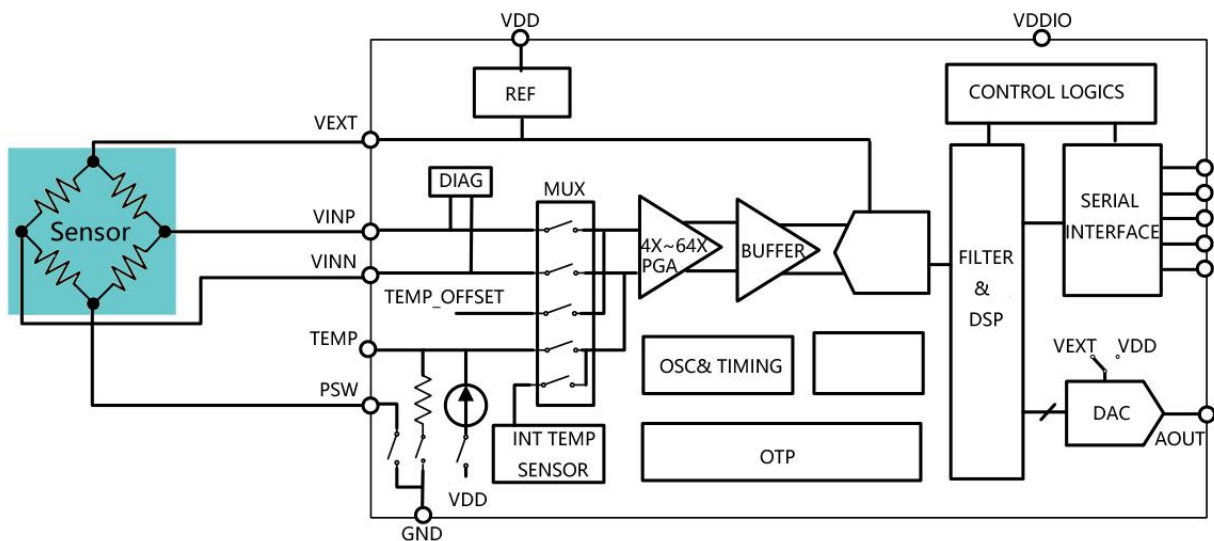 VDD
VDDIO
REF
CONTROL LOGICS
VEXT
DIAG
MUX
VINP
Sensor
SERIAL
INTERFACE
4X~64X
PGA
BUFFER
FILTER
&
DSP
VINN
TEMP_OFFSET
TEMP
OSC& TIMING
VEXT
VDD
PSW
DAC
AOUT
INT TEMP
SENSOR
OTP
VDD
GND